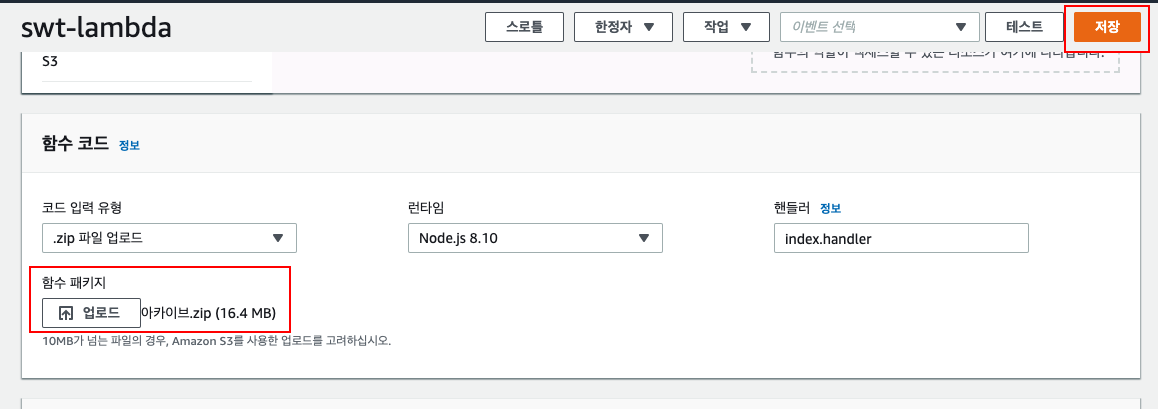 swt-lambda
스로틀
한정자
작업
이벤트 선택
테스트
저장
S3
함수 코드 정보
코드 입력 유형
런타임
핸들러 정보
.zip 파일 업로드
Node.js 8.10
index.handler
함수 패키지
업로드
아카이브.zip (16.4 MB)
10MB가 넘는 파일의 경우, Amazon S3를 사용한 업로드를 고려하십시오.